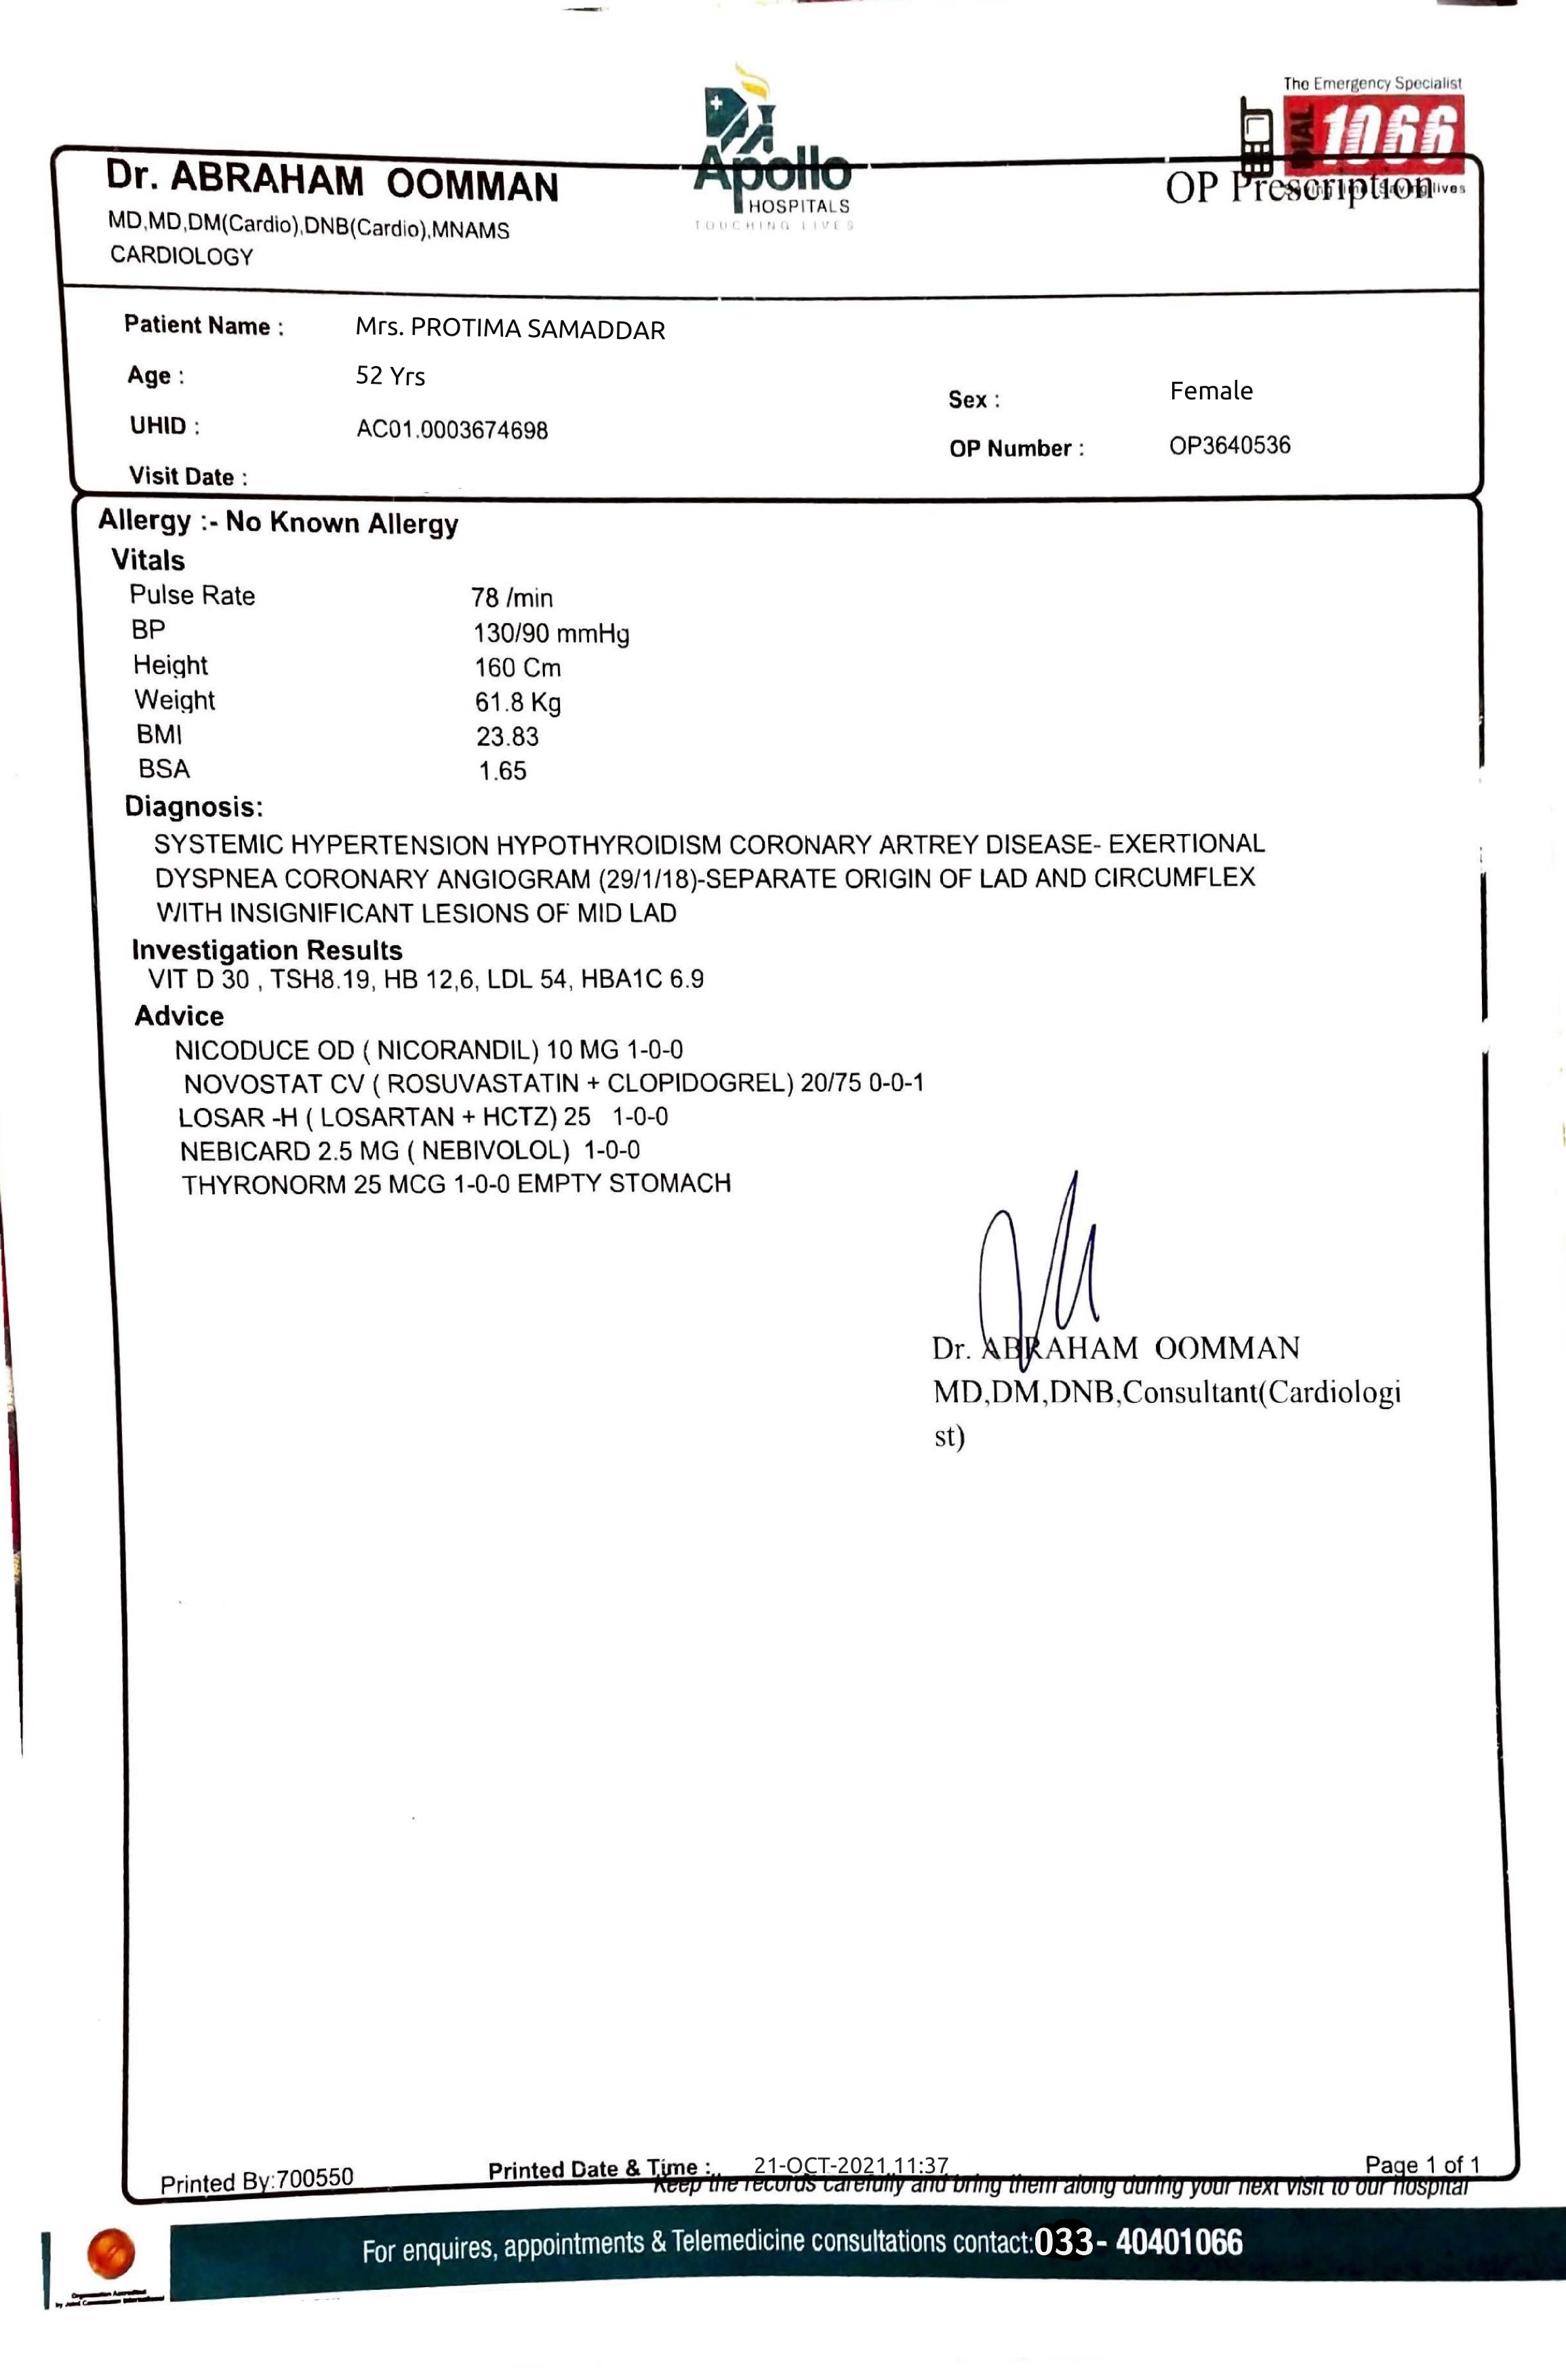 The Emergency Specialist
DIAL 1066
Apollo
HOSPITALS
TOUCHING LIVES
Dr. ABRAHAM OOMMAN
OP Prescription
lives
MD,MD,DM(Cardio),DNB(Cardio),MNAMS
CARDIOLOGY
Patient Name : Mrs. PROTIMA SAMADDAR
Age : 52 Yrs
Sex : Female
UHID : AC01.0003674698
OP Number : OP3640536
Visit Date :
Allergy :- No Known Allergy
Vitals
Pulse Rate 78 /min
BP 130/90 mmHg
Height 160 Cm
Weight 61.8 Kg
BMI 23.83
BSA 1.65
Diagnosis:
SYSTEMIC HYPERTENSION HYPOTHYROIDISM CORONARY ARTREY DISEASE- EXERTIONAL
DYSPNEA CORONARY ANGIOGRAM (29/1/18)-SEPARATE ORIGIN OF LAD AND CIRCUMFLEX
WITH INSIGNIFICANT LESIONS OF MID LAD
Investigation Results
VIT D 30 , TSH8.19, HB 12,6, LDL 54, HBA1C 6.9
Advice
NICODUCE OD ( NICORANDIL) 10 MG 1-0-0
NOVOSTAT CV ( ROSUVASTATIN + CLOPIDOGREL) 20/75 0-0-1
LOSAR -H ( LOSARTAN + HCTZ) 25 1-0-0
NEBICARD 2.5 MG ( NEBIVOLOL) 1-0-0
THYRONORM 25 MCG 1-0-0 EMPTY STOMACH
Dr. ABRAHAM OOMMAN
MD,DM,DNB,Consultant(Cardiologi
st)
Printed By:700550 Printed Date & Time : 21-OCT-2021 11:37 Page 1 of 1
Keep the records carefully and bring them along during your next visit to our hospital
For enquires, appointments & Telemedicine consultations contact:033- 40401066
Organisation Accredited
by Joint Commission International